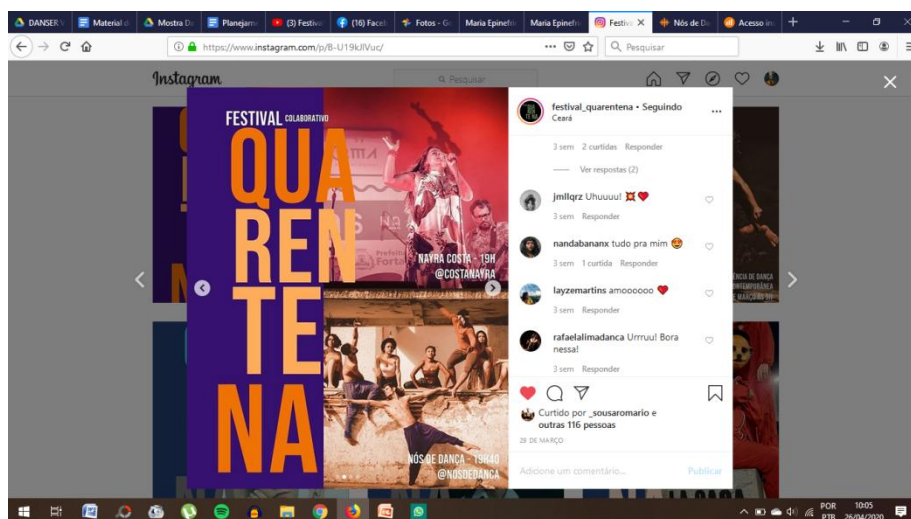 DANSER V
Material d
Mostra Do
Planejame
(3) Festiva
(16) Faceb
Fotos - Go
Maria Epinefri
Maria Epinefri
Festiva
Nós de Da
Acesso in
https://www.instagram.com/p/B-U19kJlVuc/
Pesquisar
Instagram
Pesquisar
FESTIVAL COLABORATIVO
QUA
REN
TE
NA
NAYRA COSTA - 19H
@COSTANAYRA
NÓS DE DANÇA - 19H40
@NOSDEDANCA
festival_quarentena • Seguindo
Ceará
3 sem 2 curtidas Responder
Ver respostas (2)
jmllqrz Uhuuuu! 💥❤️
3 sem Responder
nandabananx tudo pra mim 😍
3 sem 1 curtida Responder
layzemartins amoooooo ❤️
3 sem Responder
rafaelalimadanca Urrruu! Bora
nessa!
3 sem Responder
Curtido por _sousaromario e
outras 116 pessoas
28 DE MARÇO
Adicione um comentário...
Publicar
POR
PTB
10:05
26/04/2020